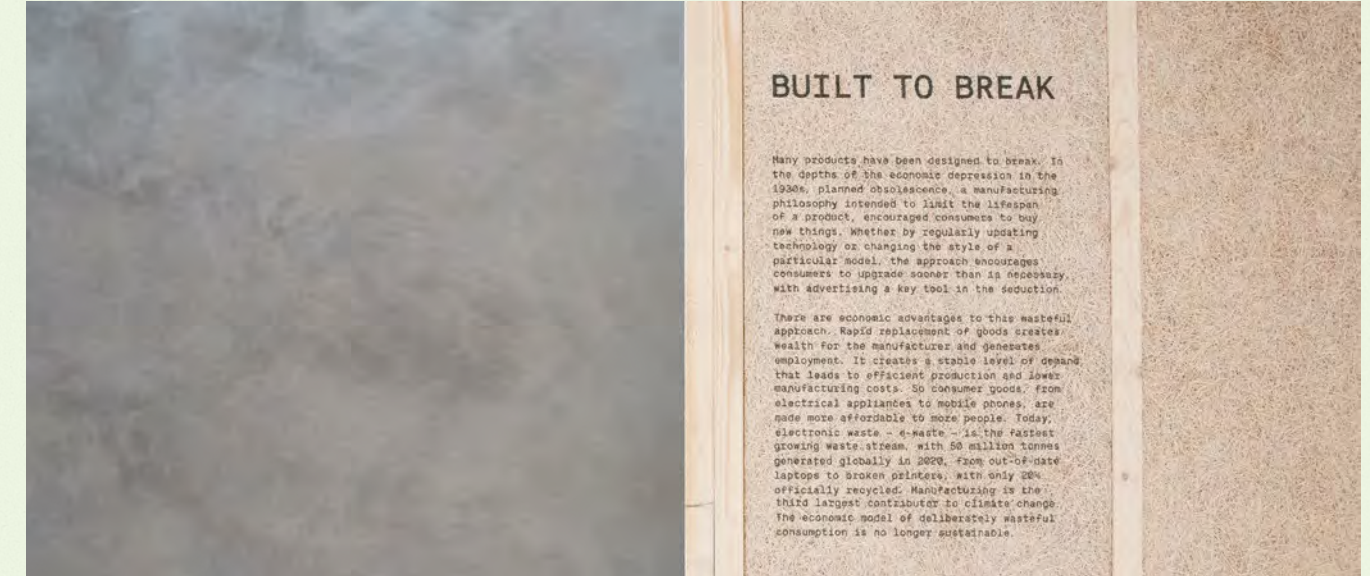 BUILT TO BREAK
Many products have been designed to break. In
the depths of the economic depression in the
1930s, planned obsolescence, a manufacturing
philosophy intended to limit the lifespan
of a product, encouraged consumers to buy
new things. Whether by regularly updating
technology or changing the style of a
particular model, the approach encourages
consumers to upgrade sooner than is necessary,
with advertising a key tool in the seduction.
There are economic advantages to this wasteful
approach. Rapid replacement of goods creates
wealth for the manufacturer and generates
employment. It creates a stable level of demand
that leads to efficient production and lower
manufacturing costs. So consumer goods, from
electrical appliances to mobile phones, are
made more affordable to more people. Today,
electronic waste – e-waste – is the fastest
growing waste stream, with 50 million tonnes
generated globally in 2020, from out-of-date
laptops to broken printers, with only 20%
officially recycled. Manufacturing is the
third largest contributor to climate change.
The economic model of deliberately wasteful
consumption is no longer sustainable.